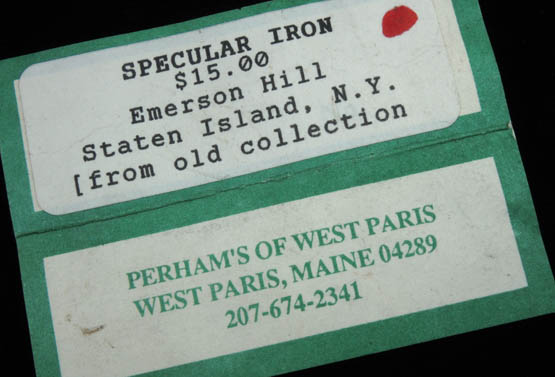 SPECULAR IRON
$15.00
Emerson Hill
Staten Island, N.Y.
[from old collection
PERHAM'S OF WEST PARIS
WEST PARIS, MAINE 04289
207-674-2341